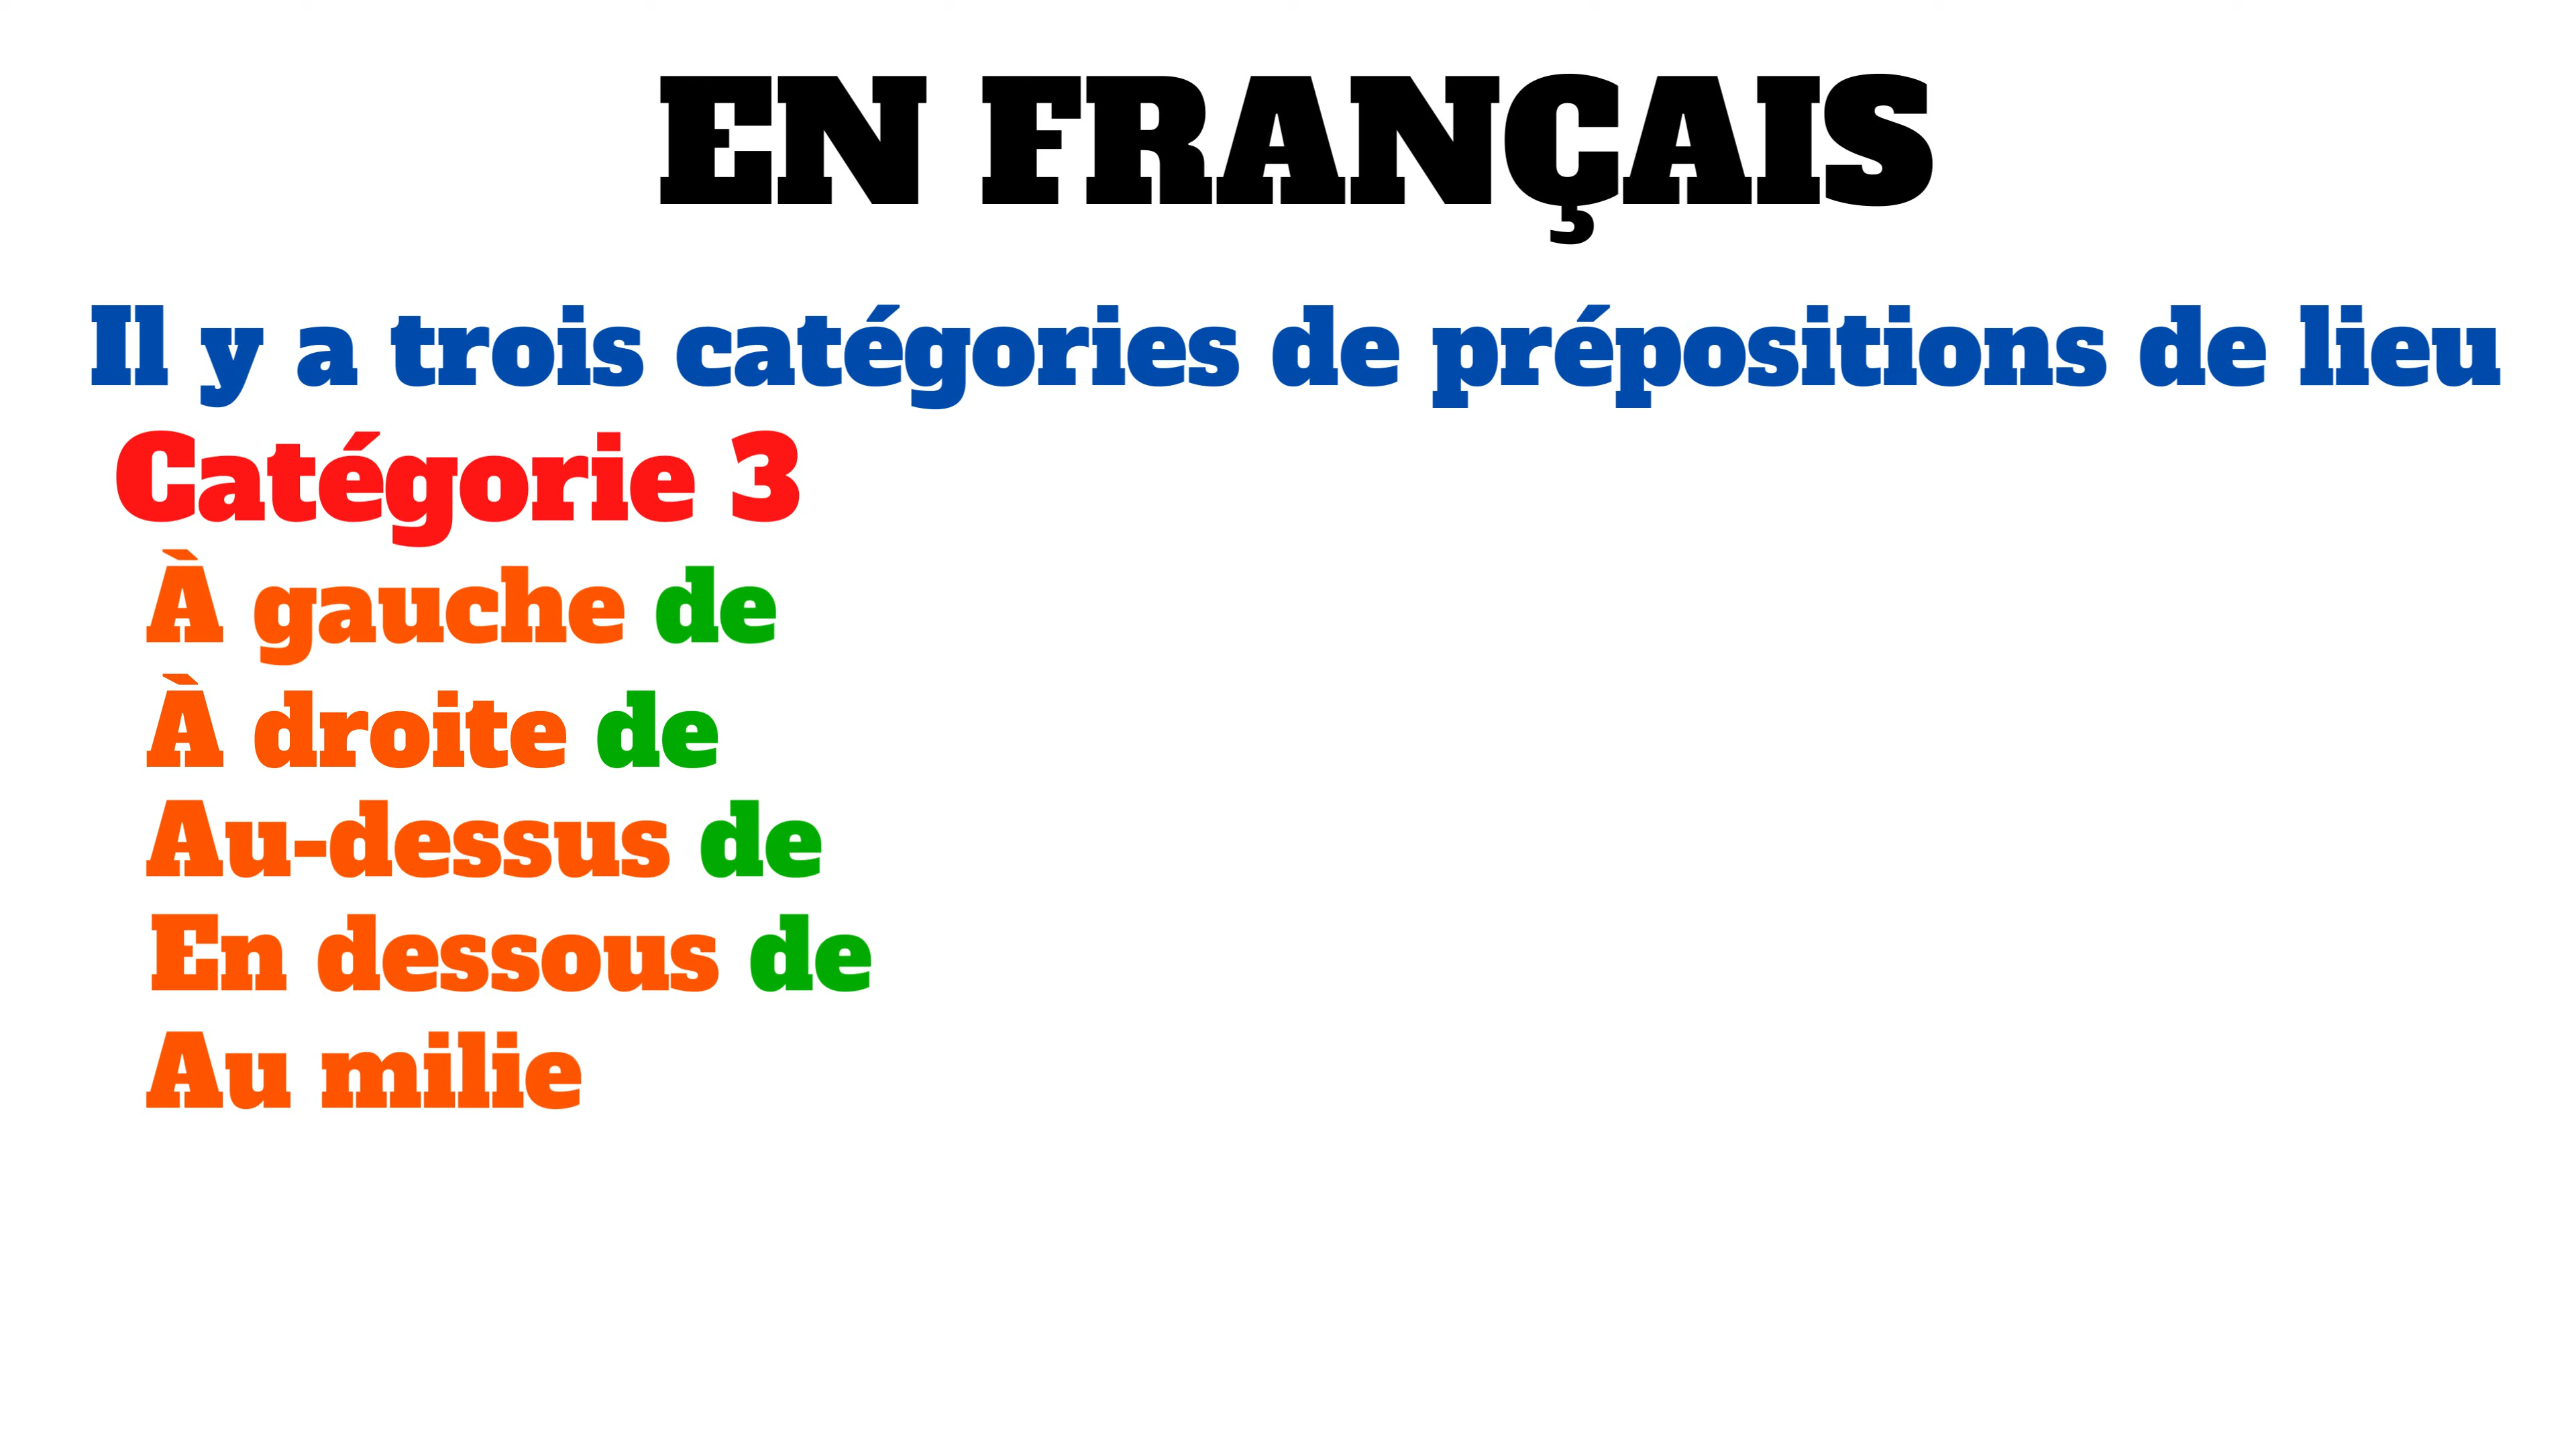 EN FRANÇAIS
Il y a trois catégories de prépositions de lieu
Catégorie 3
À gauche de
À droite de
Au-dessus de
En dessous de
Au milie